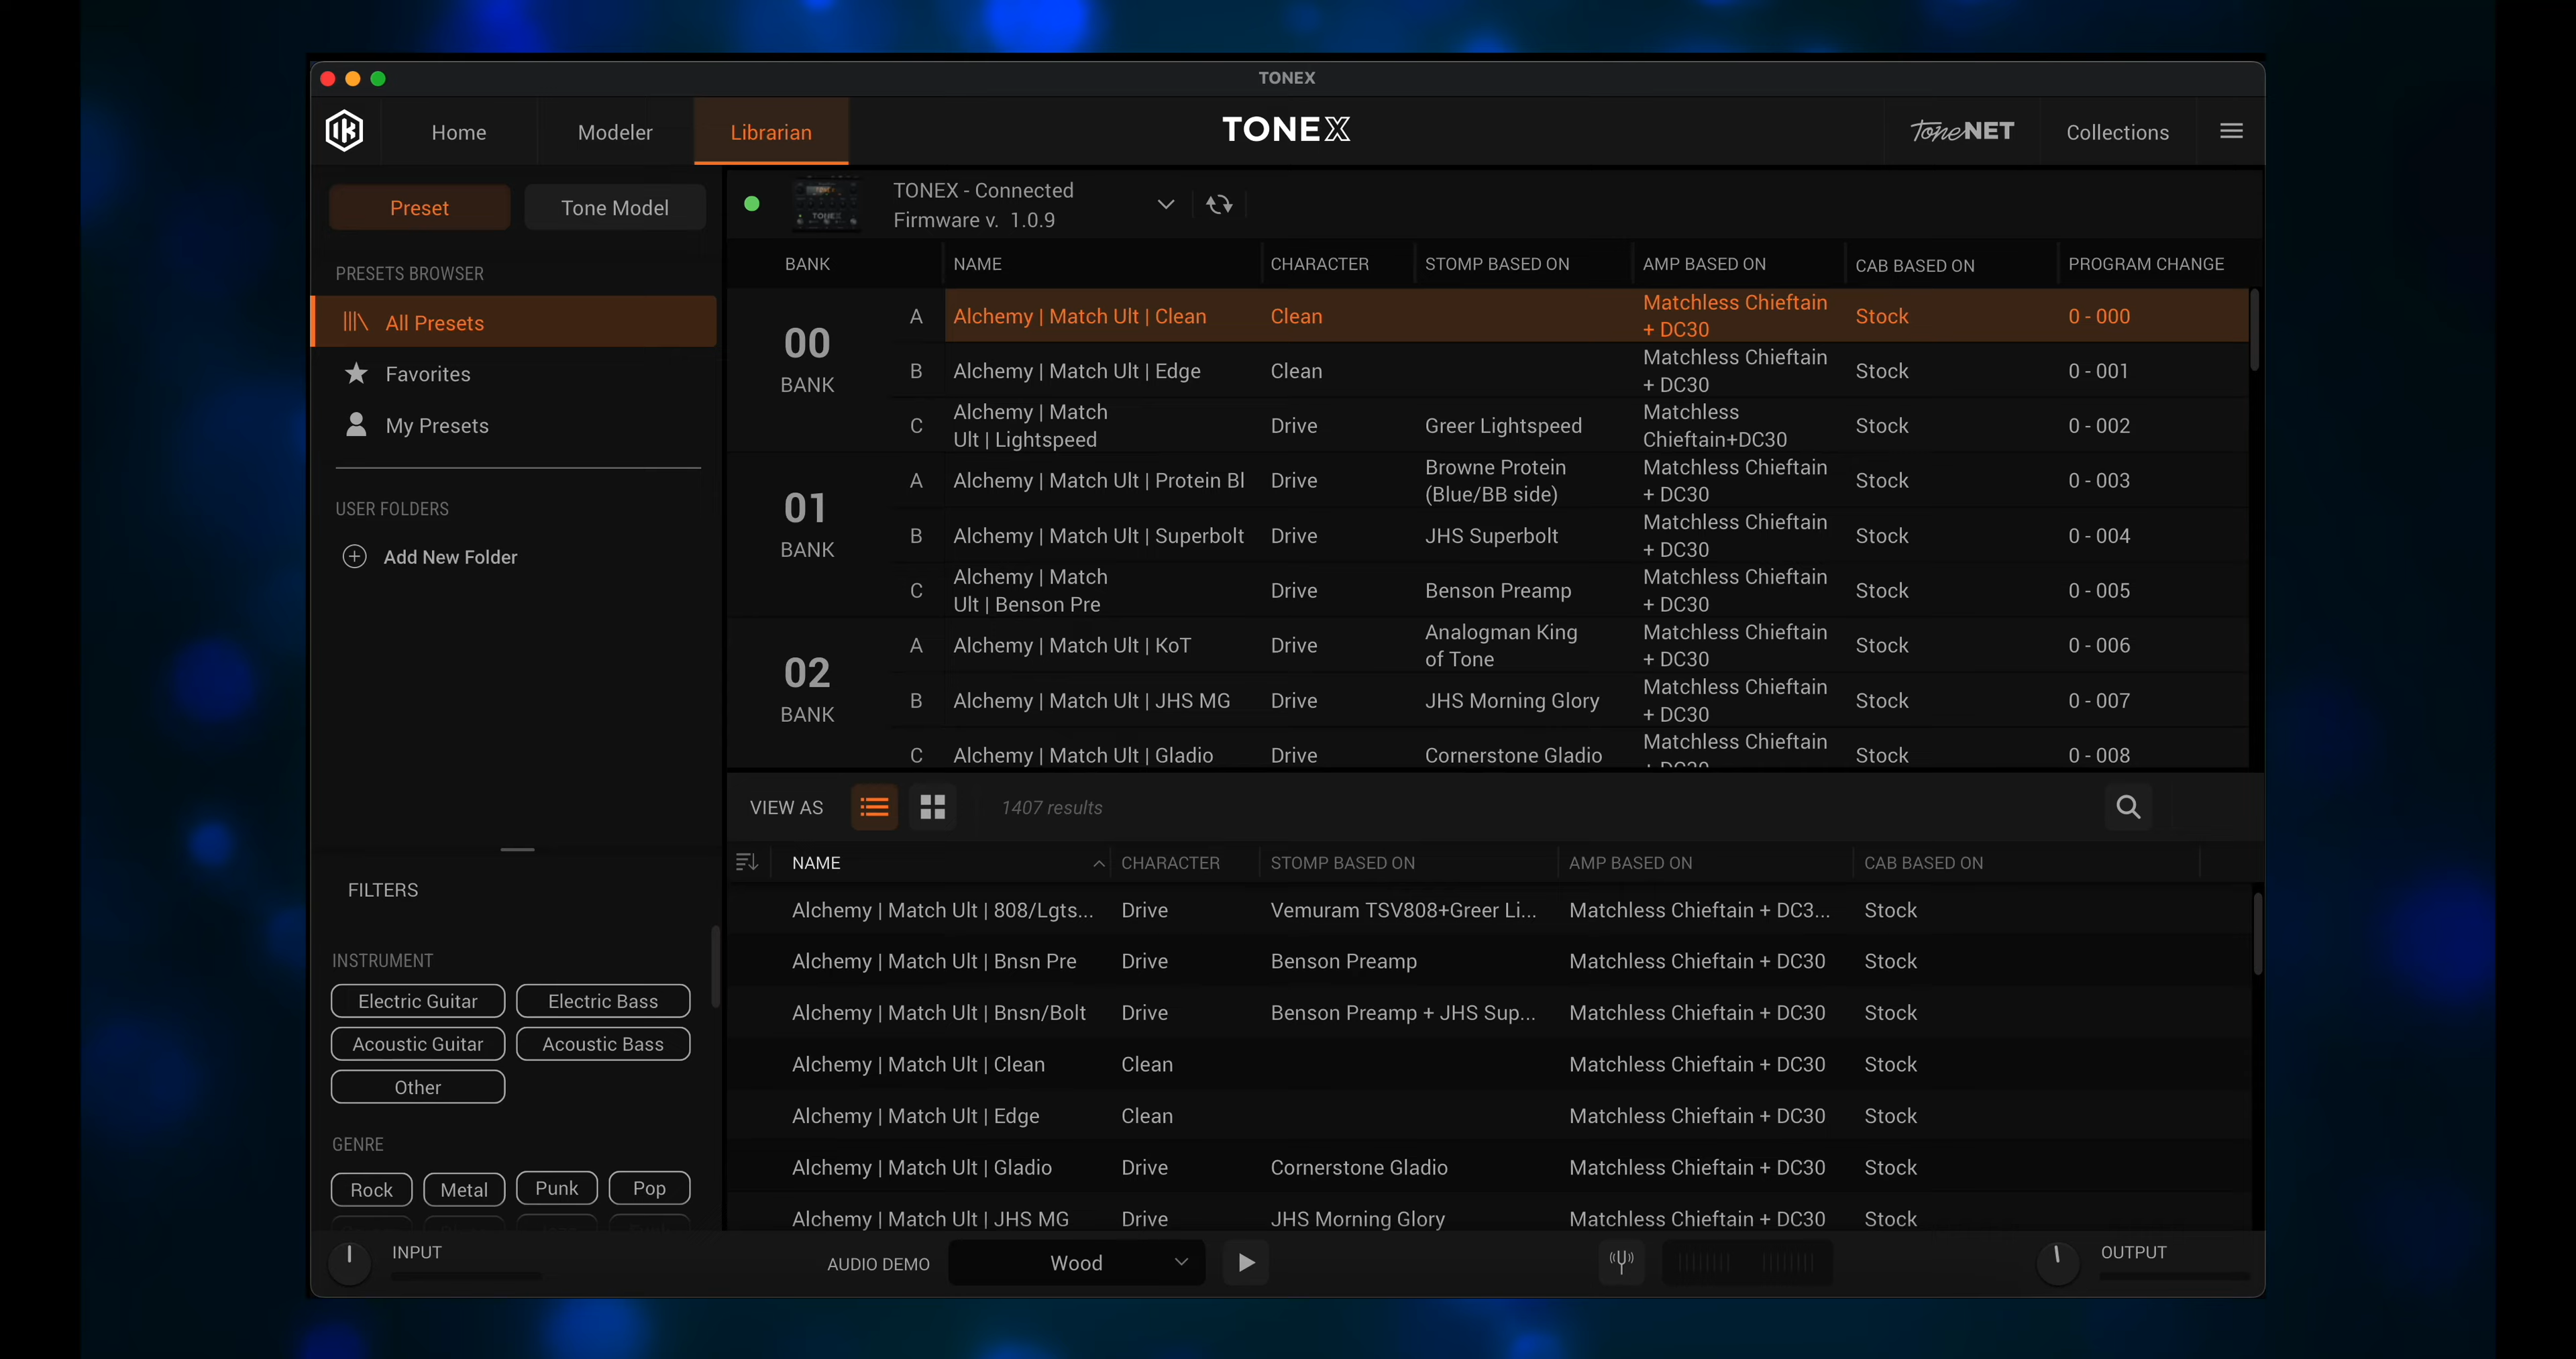 TONEX
Home
Modeler
Librarian
TONEX
ToneNET
Collections
Preset
Tone Model
TONEX - Connected
Firmware v. 1.0.9
PRESETS BROWSER
All Presets
Favorites
My Presets
USER FOLDERS
Add New Folder
BANK NAME CHARACTER STOMP BASED ON AMP BASED ON CAB BASED ON PROGRAM CHANGE
00
BANK
A Alchemy | Match Ult | Clean Clean Matchless Chieftain
+ DC30 Stock 0 - 000
B Alchemy | Match Ult | Edge Clean Matchless Chieftain
+ DC30 Stock 0 - 001
C Alchemy | Match
Ult | Lightspeed Drive Greer Lightspeed Matchless
Chieftain+DC30 Stock 0 - 002
01
BANK
A Alchemy | Match Ult | Protein Bl Drive Browne Protein
(Blue/BB side) Matchless Chieftain
+ DC30 Stock 0 - 003
B Alchemy | Match Ult | Superbolt Drive JHS Superbolt Matchless Chieftain
+ DC30 Stock 0 - 004
C Alchemy | Match
Ult | Benson Pre Drive Benson Preamp Matchless Chieftain
+ DC30 Stock 0 - 005
02
BANK
A Alchemy | Match Ult | KoT Drive Analogman King
of Tone Matchless Chieftain
+ DC30 Stock 0 - 006
B Alchemy | Match Ult | JHS MG Drive JHS Morning Glory Matchless Chieftain
+ DC30 Stock 0 - 007
C Alchemy | Match Ult | Gladio Drive Cornerstone Gladio Matchless Chieftain
+ DC30 Stock 0 - 008
VIEW AS
1407 results
NAME CHARACTER STOMP BASED ON AMP BASED ON CAB BASED ON
Alchemy | Match Ult | 808/Lgts... Drive Vemuram TSV808+Greer Li... Matchless Chieftain + DC3... Stock
Alchemy | Match Ult | Bnsn Pre Drive Benson Preamp Matchless Chieftain + DC30 Stock
Alchemy | Match Ult | Bnsn/Bolt Drive Benson Preamp + JHS Sup... Matchless Chieftain + DC30 Stock
Alchemy | Match Ult | Clean Clean Matchless Chieftain + DC30 Stock
Alchemy | Match Ult | Edge Clean Matchless Chieftain + DC30 Stock
Alchemy | Match Ult | Gladio Drive Cornerstone Gladio Matchless Chieftain + DC30 Stock
Alchemy | Match Ult | JHS MG Drive JHS Morning Glory Matchless Chieftain + DC30 Stock
FILTERS
INSTRUMENT
Electric Guitar Electric Bass
Acoustic Guitar Acoustic Bass
Other
GENRE
Rock Metal Punk Pop
INPUT
AUDIO DEMO
Wood
OUTPUT